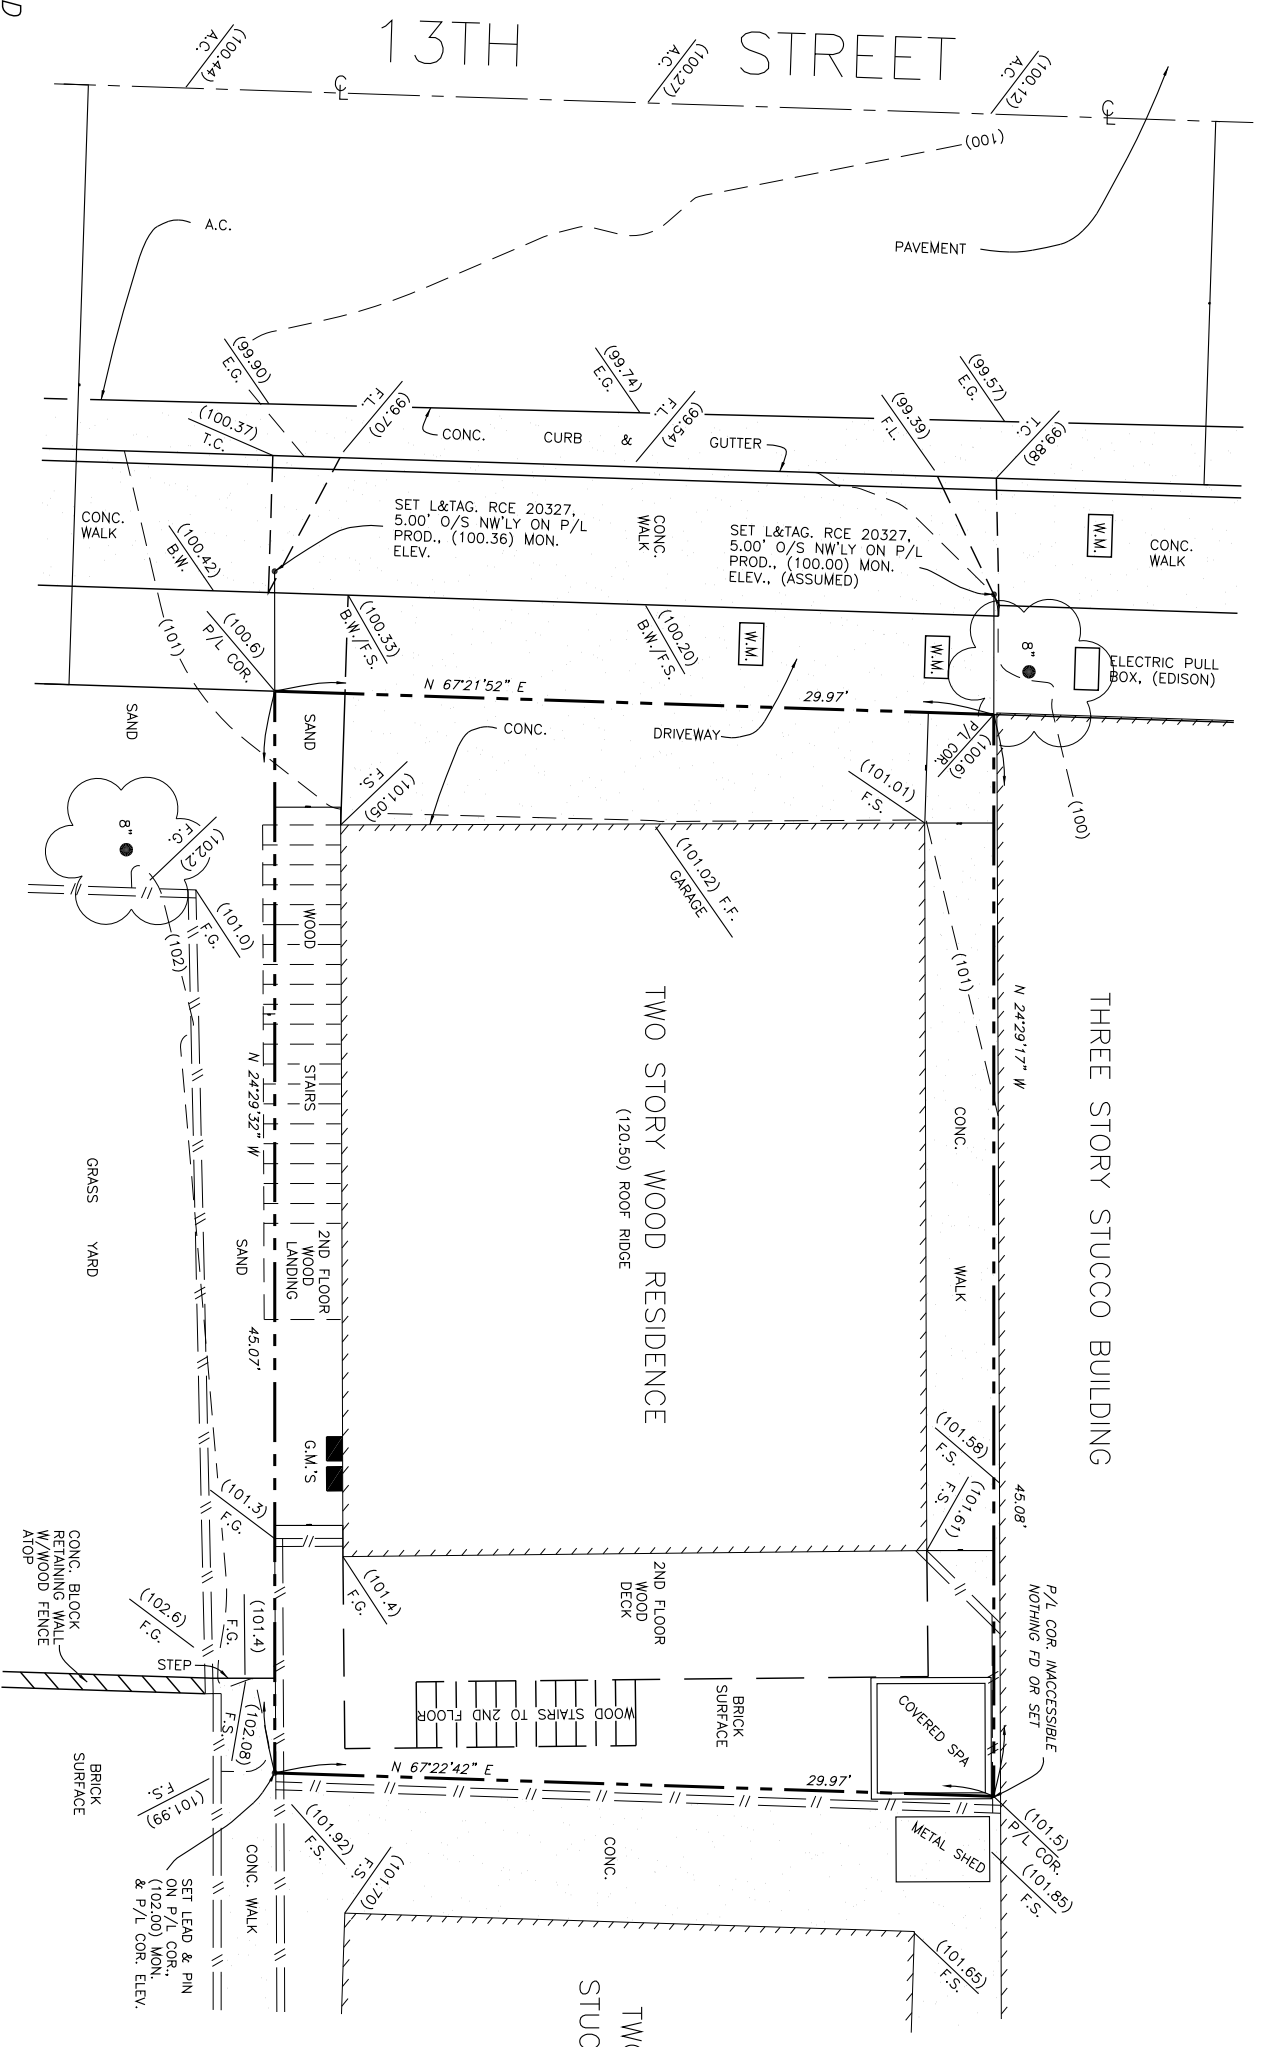 D
13TH STREET
(100.44)
A.C.
(100.27)
A.C.
(100.12)
A.C.
(100)
A.C.
PAVEMENT
(99.90)
E.G.
(99.74)
E.G.
(99.57)
E.G.
(99.70)
F.L.
(99.54)
F.L.
(99.39)
F.L.
(99.88)
T.C.
(100.37)
T.C.
CONC. CURB & GUTTER
CONC.
WALK
SET L&TAG. RCE 20327,
5.00' O/S NW'LY ON P/L
PROD., (100.36) MON.
ELEV.
CONC.
WALK
SET L&TAG. RCE 20327,
5.00' O/S NW'LY ON P/L
PROD., (100.00) MON.
ELEV., (ASSUMED)
W.M.
CONC.
WALK
(100.42)
B.W.
(101)
(100.6)
P/L COR.
(100.33)
B.W./F.S.
(100.20)
B.W./F.S.
W.M.
W.M.
8"
ELECTRIC PULL
BOX, (EDISON)
N 67°21'52" E
29.97'
SAND
SAND
CONC.
DRIVEWAY
(100.6)
P/L COR.
(100)
(101.05)
F.S.
(101.01)
F.S.
8"
(102.2)
F.G.
(101.0)
F.G.
(102)
(101.02) F.F.
GARAGE
(101)
WOOD STAIRS
N 24°29'32" W
45.07'
TWO STORY WOOD RESIDENCE
(120.50) ROOF RIDGE
N 24°29'17" W
45.08'
THREE STORY STUCCO BUILDING
CONC. WALK
GRASS YARD
SAND
2ND FLOOR
WOOD
LANDING
G.M.'S
(101.3)
F.G.
(101.58)
F.S.
(101.61)
F.S.
CONC. BLOCK
RETAINING WALL
W/WOOD FENCE
ATOP
(102.6)
F.G.
(101.4)
F.G.
(101.4)
F.G.
2ND FLOOR
WOOD
DECK
P/L COR. INACCESSIBLE
NOTHING FD OR SET
STEP
(102.08)
F.S.
WOOD STAIRS TO 2ND FLOOR
BRICK
SURFACE
COVERED SPA
BRICK
SURFACE
(101.99)
F.S.
N 67°22'42" E
29.97'
(101.92)
F.S.
(101.70)
F.S.
CONC.
METAL SHED
(101.5)
P/L COR.
(101.85)
F.S.
CONC. WALK
SET LEAD & PIN
ON P/L COR.,
(102.00) MON.
& P/L COR. ELEV.
(101.65)
F.S.
TWO
STUC